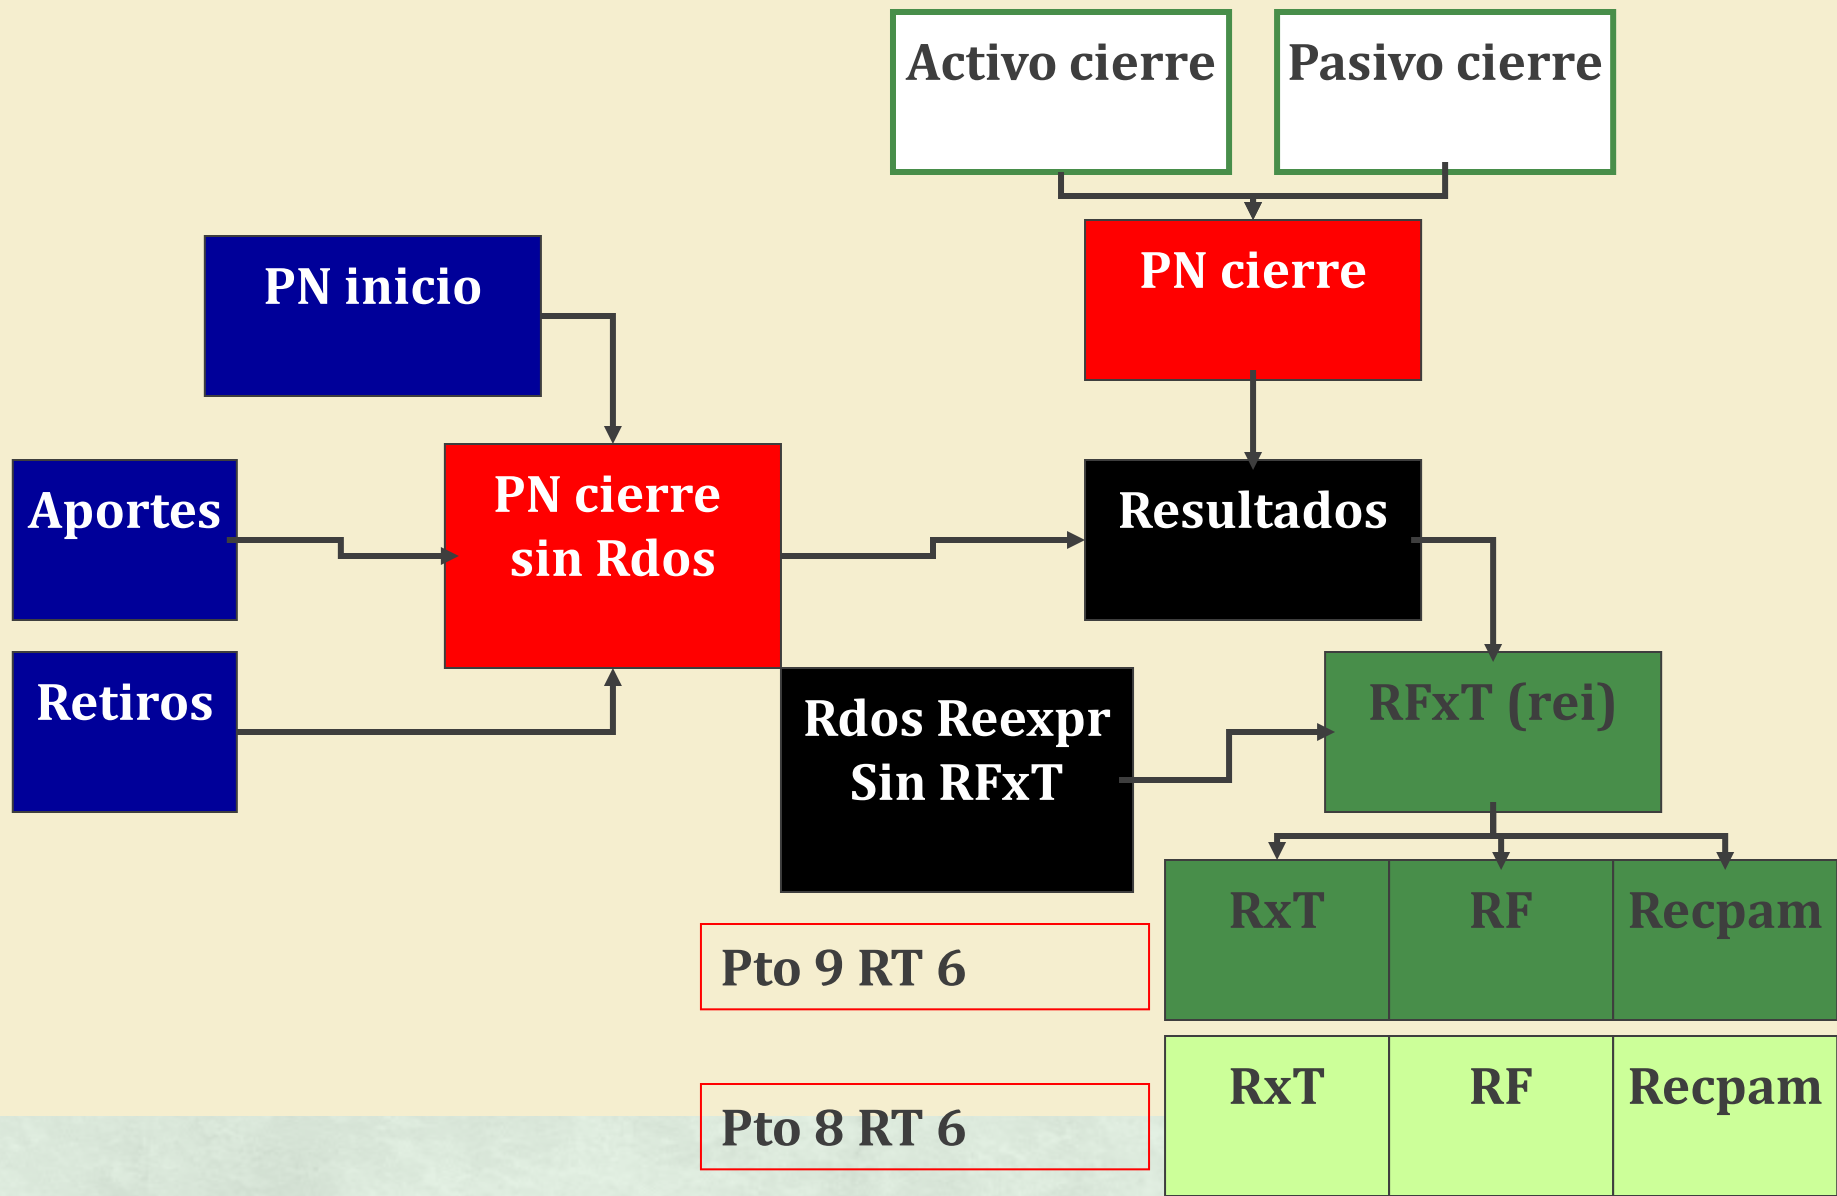 Activo cierre
Pasivo cierre
PN inicio
PN cierre
Aportes
PN cierre
sin Rdos
Resultados
Retiros
Rdos Reexpr
Sin RFxT
RFxT (rei)
RxT
RF
Recpam
Pto 9 RT 6
RxT
RF
Recpam
Pto 8 RT 6